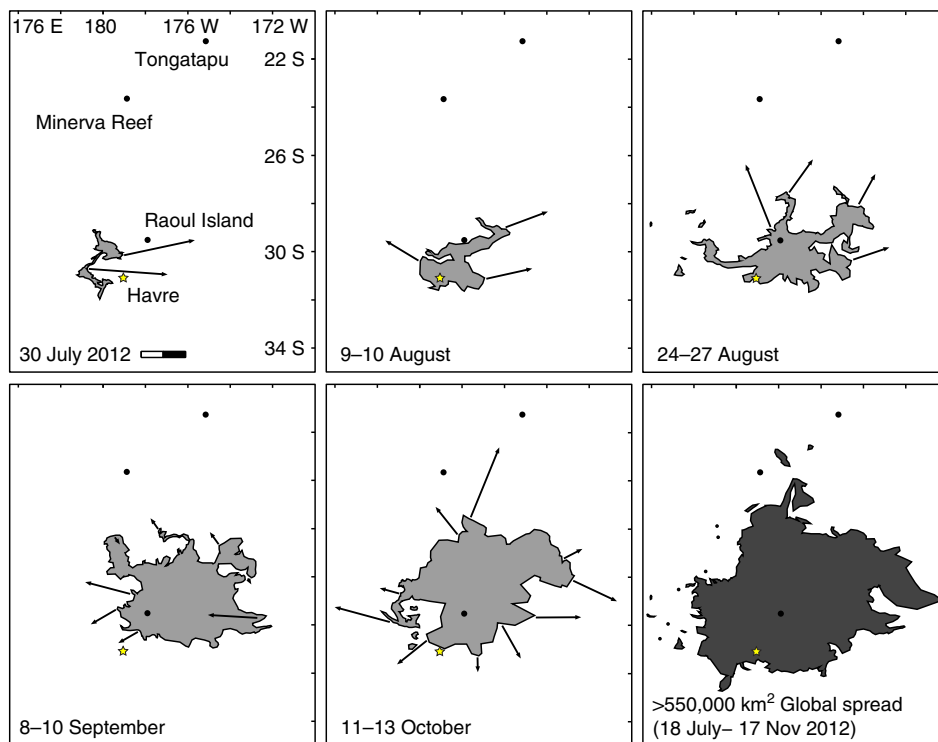 176 E 180 176 W 172 W
Tongatapu
22 S
Minerva Reef
26 S
Raoul Island
30 S
Havre
34 S
30 July 2012
9–10 August
24–27 August
8–10 September
11–13 October
>550,000 km² Global spread
(18 July– 17 Nov 2012)